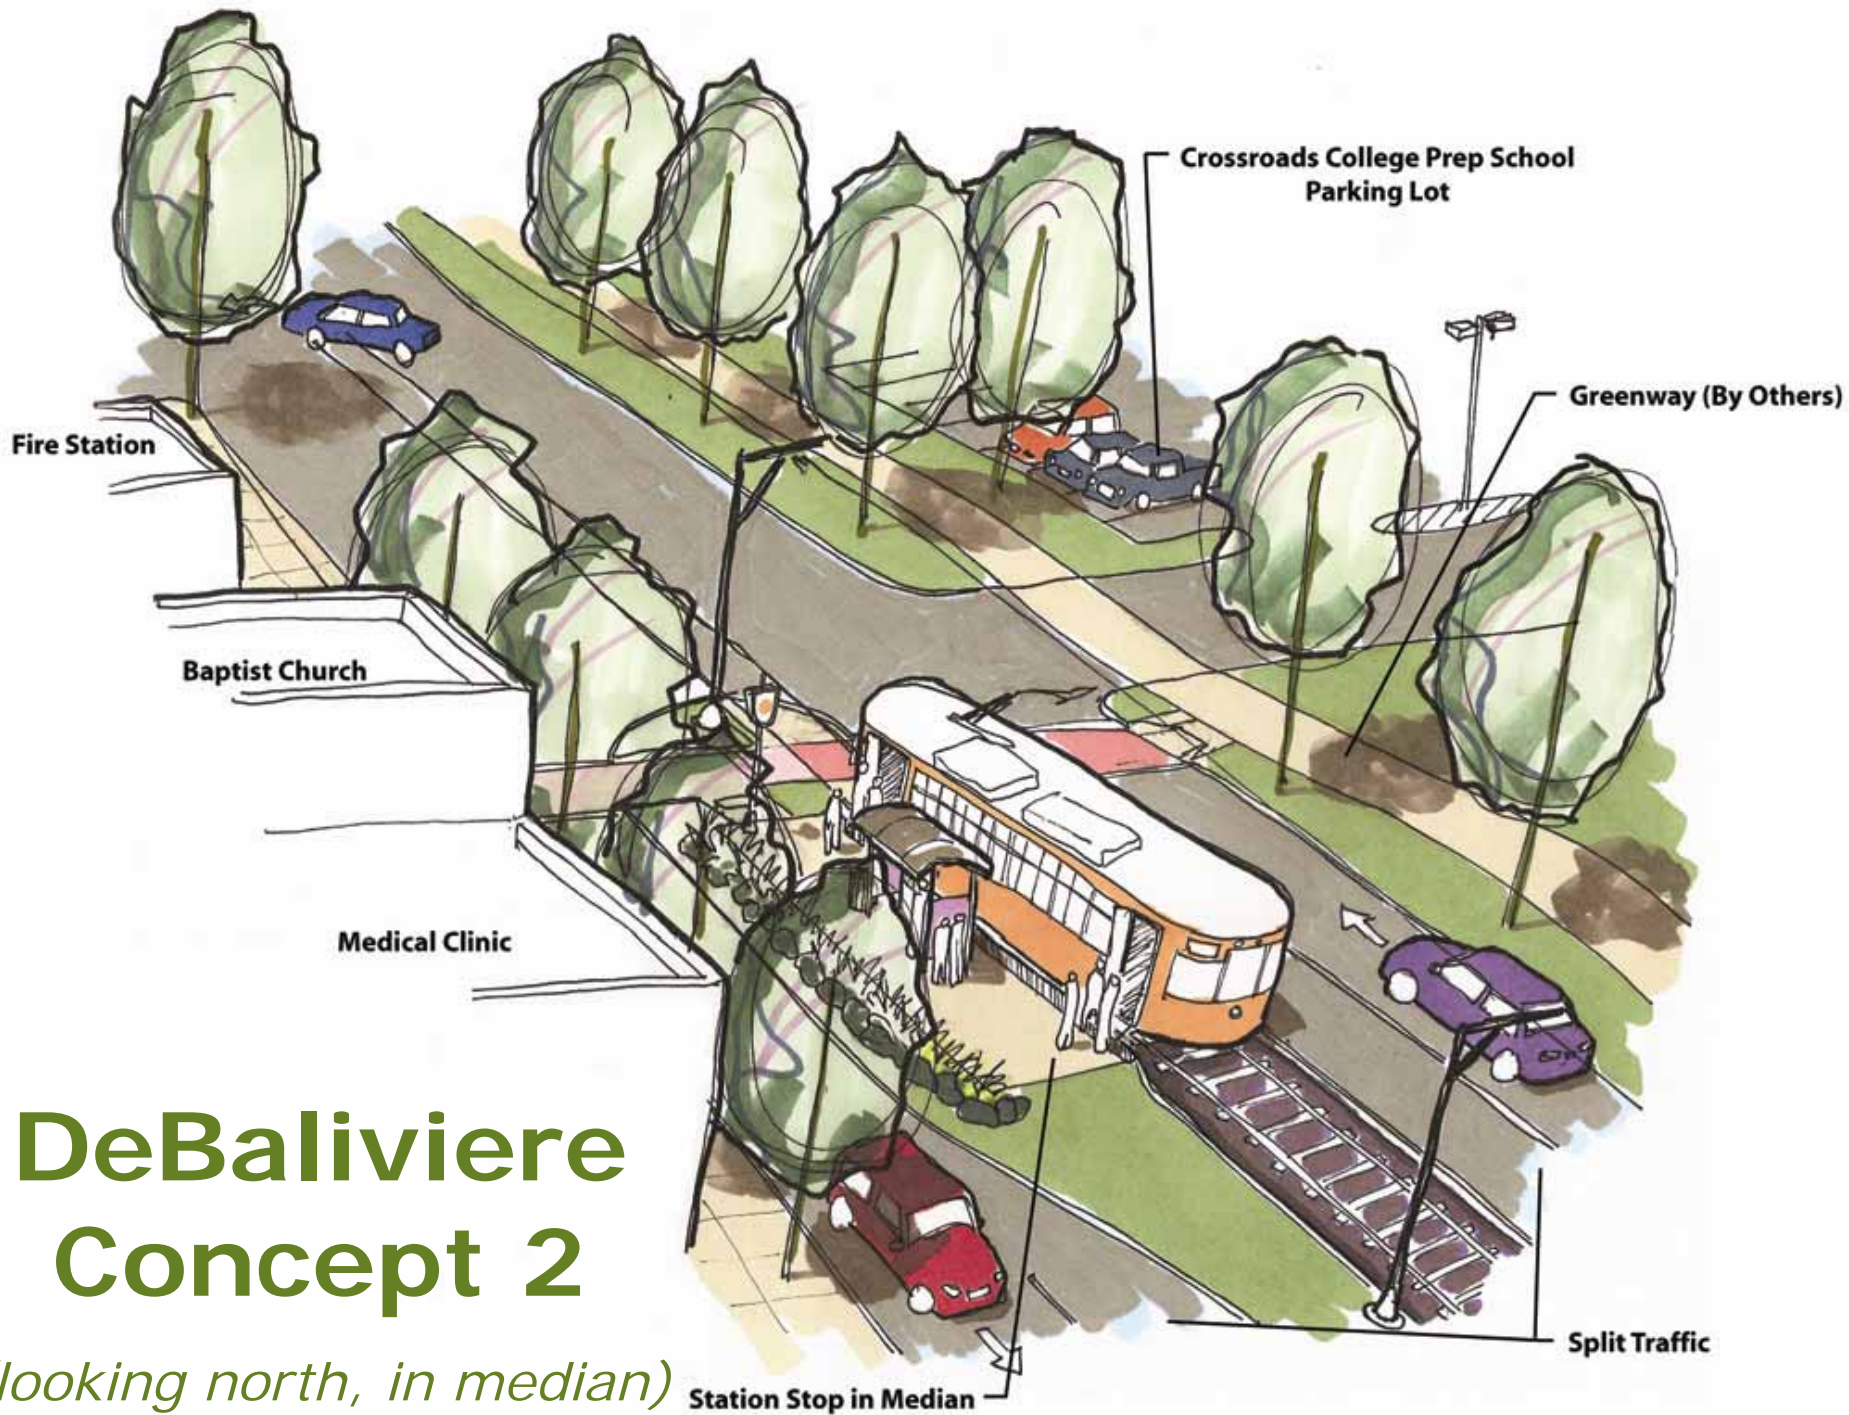 Crossroads College Prep School
Parking Lot
Greenway (By Others)
Fire Station
Baptist Church
Medical Clinic
DeBaliviere
Concept 2
(looking north, in median)
Station Stop in Median
Split Traffic